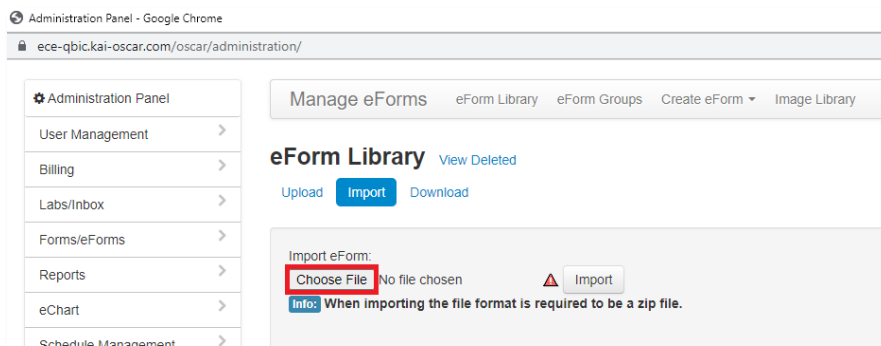 Administration Panel - Google Chrome
ece-qbic.kai-oscar.com/oscar/administration/
Administration Panel
User Management
Billing
Labs/Inbox
Forms/eForms
Reports
eChart
Schedule Management
Manage eForms eForm Library eForm Groups Create eForm Image Library
eForm Library View Deleted
Upload Import Download
Import eForm:
Choose File No file chosen Import
Info: When importing the file format is required to be a zip file.